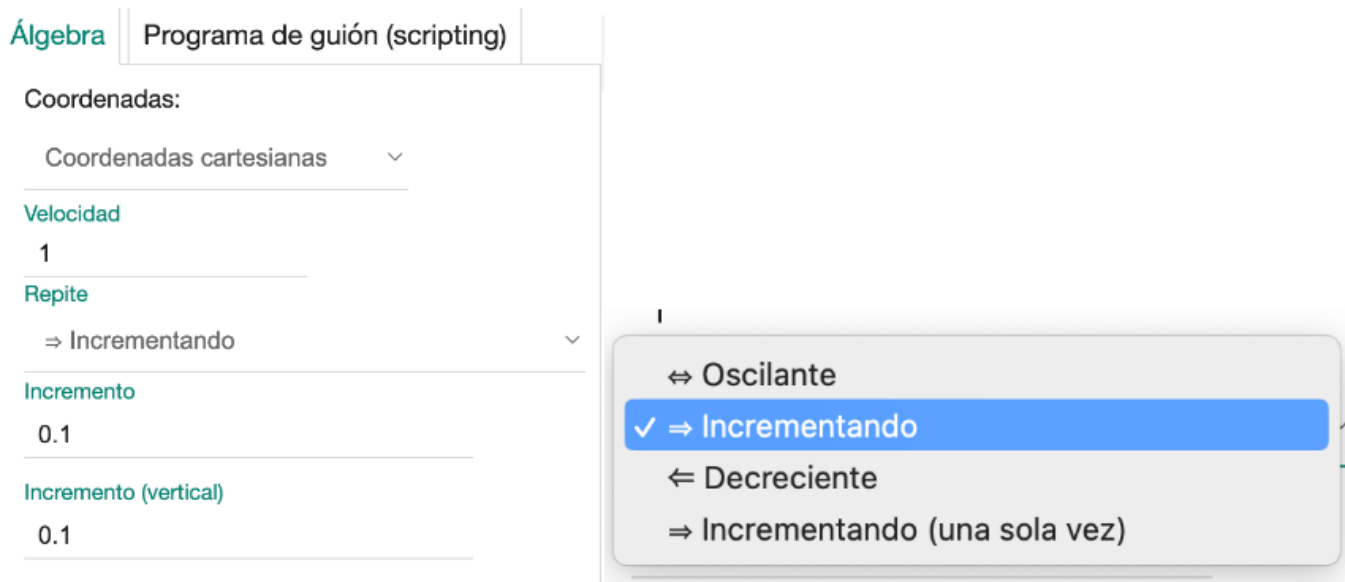 Álgebra Programa de guión (scripting)
Coordenadas:
Coordenadas cartesianas
Velocidad
1
Repite
⇒ Incrementando
Incremento
0.1
Incremento (vertical)
0.1
⇔ Oscilante
✓ ⇒ Incrementando
⇐ Decreciente
⇒ Incrementando (una sola vez)